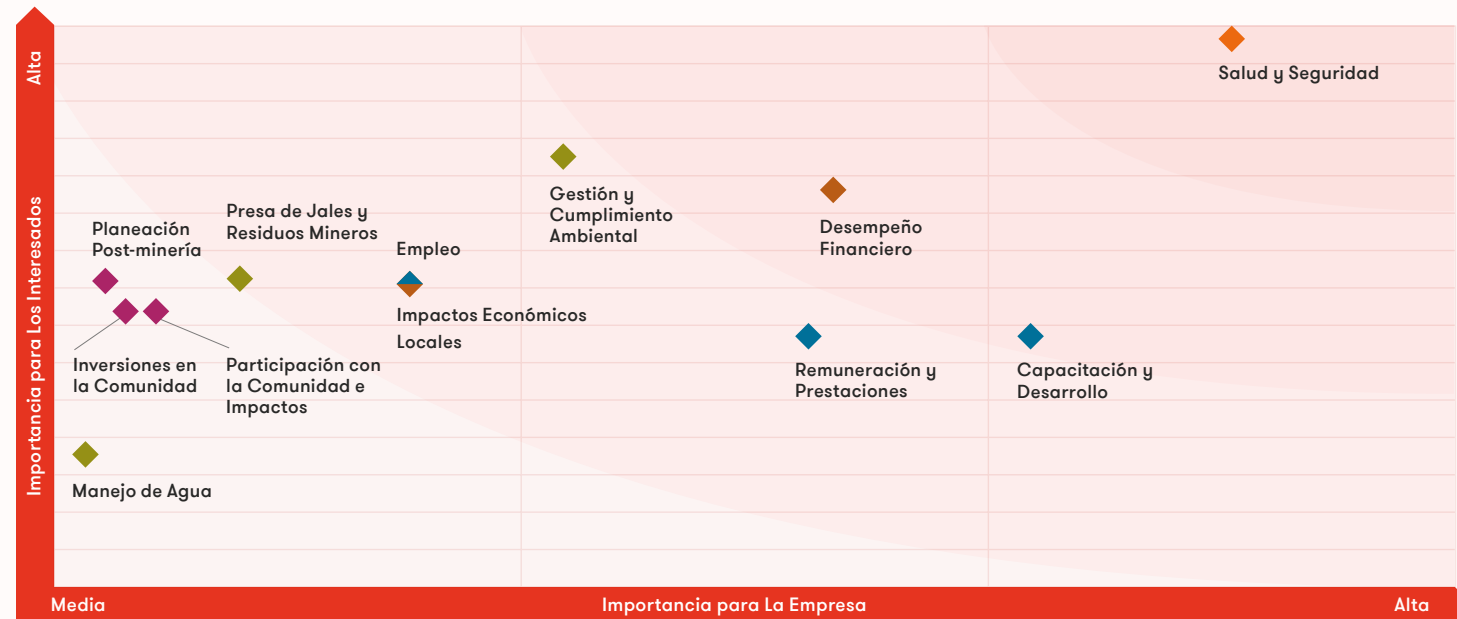 Alta
Importancia para Los Interesados
Salud y Seguridad
Gestión y
Cumplimiento
Ambiental
Desempeño
Financiero
Planeación
Post-minería
Presa de Jales y
Residuos Mineros
Empleo
Impactos Económicos
Locales
Inversiones en
la Comunidad
Participación con
la Comunidad e
Impactos
Remuneración y
Prestaciones
Capacitación y
Desarrollo
Manejo de Agua
Media
Importancia para La Empresa
Alta